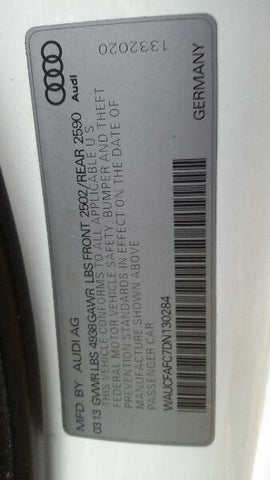 Audi
1332020
MFD. BY AUDI AG
GERMANY
03 13 GVWR LBS 4938 GAWR LBS FRONT 2502/REAR 2590
THIS VEHICLE CONFORMS TO ALL APPLICABLE U S
FEDERAL MOTOR VEHICLE SAFETY, BUMPER AND THEFT
PREVENTION STANDARDS IN EFFECT ON THE DATE OF
MANUFACTURE SHOWN ABOVE.
PASSENGER CAR
WAUCFAFC7DN130284